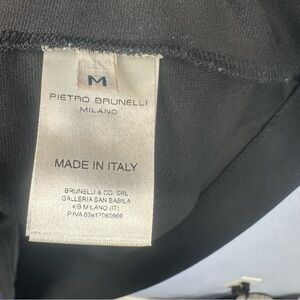 M
PIETRO BRUNELLI
MILANO
MADE IN ITALY
BRUNELLI & CO. SRL
GALLERIA SAN BABILA
4/B MILANO (IT)